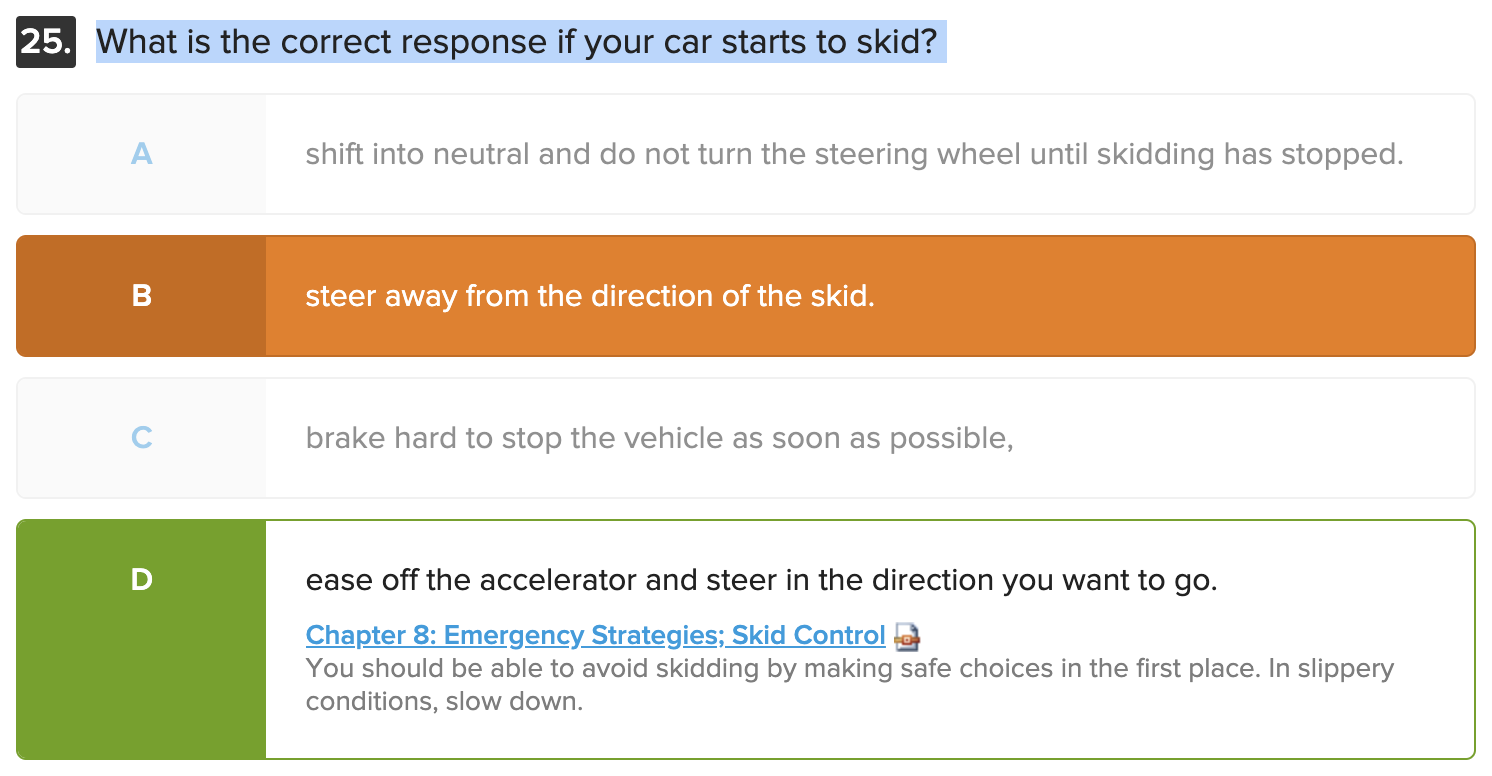 25. What is the correct response if your car starts to skid?
A shift into neutral and do not turn the steering wheel until skidding has stopped.
B steer away from the direction of the skid.
C brake hard to stop the vehicle as soon as possible,
D ease off the accelerator and steer in the direction you want to go.
Chapter 8: Emergency Strategies; Skid Control
You should be able to avoid skidding by making safe choices in the first place. In slippery
conditions, slow down.